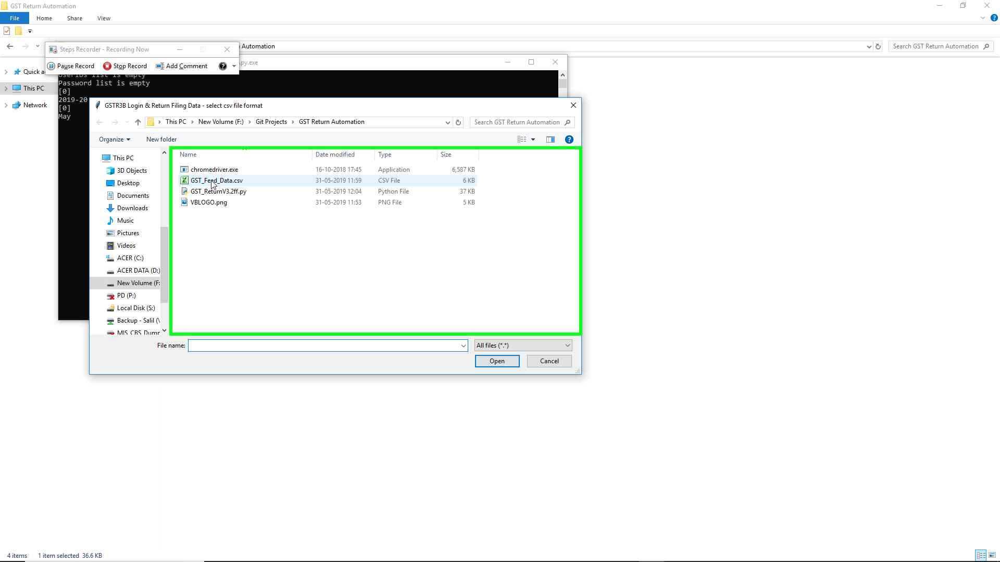 GST Return Automation
File Home Share View
Automation
Search GST Return Automation
Steps Recorder - Recording Now
Pause Record Stop Record Add Comment
py.exe
Quick a
This PC
Network
UserIDs list is empty
Password list is empty
[0]
2019-20
[0]
May
GSTR3B Login & Return Filing Data - select csv file format
This PC > New Volume (F:) > Git Projects > GST Return Automation
Search GST Return Automation
Organize New folder
This PC
3D Objects
Desktop
Documents
Downloads
Music
Pictures
Videos
ACER (C:)
ACER DATA (D:)
New Volume (F:
PD (P:)
Local Disk (S:)
Backup - Salil (\
MIS_CBS_Dump
Name Date modified Type Size
chromedriver.exe 16-10-2018 17:45 Application 6,587 KB
GST_Feed_Data.csv 31-05-2019 11:59 CSV File 6 KB
GST_ReturnV3.2ff.py 31-05-2019 12:04 Python File 37 KB
VBLOGO.png 31-05-2019 11:53 PNG File 5 KB
File name: All files (*.*)
Open Cancel
4 items 1 item selected 36.6 KB